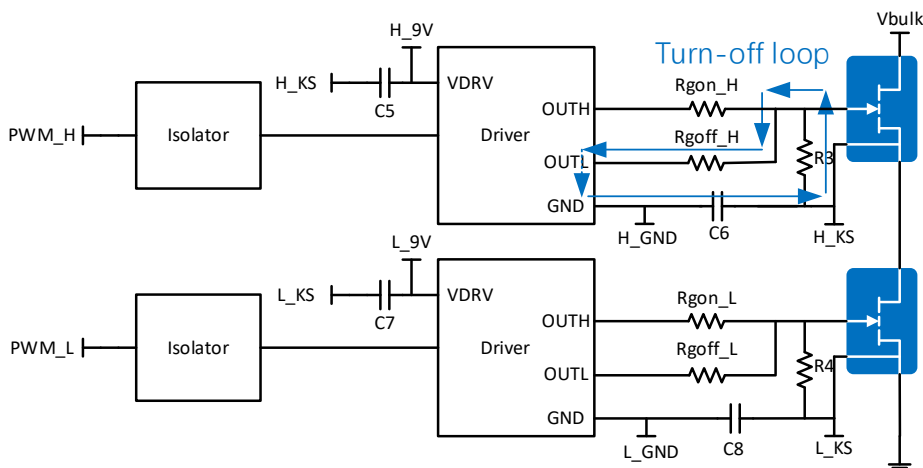 Vbulk
H_9V
Turn-off loop
H_KS
C5
VDRV
Rgon_H
OUTH
PWM_H
Isolator
Driver
Rgoff_H
OUTL
R3
GND
H_GND
C6
H_KS
L_9V
L_KS
C7
VDRV
Rgon_L
OUTH
PWM_L
Isolator
Driver
Rgoff_L
OUTL
R4
GND
L_GND
C8
L_KS